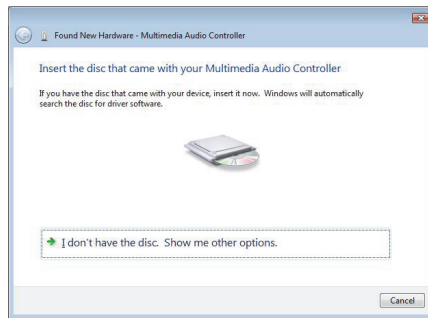 Found New Hardware - Multimedia Audio Controller
Insert the disc that came with your Multimedia Audio Controller
If you have the disc that came with your device, insert it now. Windows will automatically
search the disc for driver software.
I don't have the disc. Show me other options.
Cancel